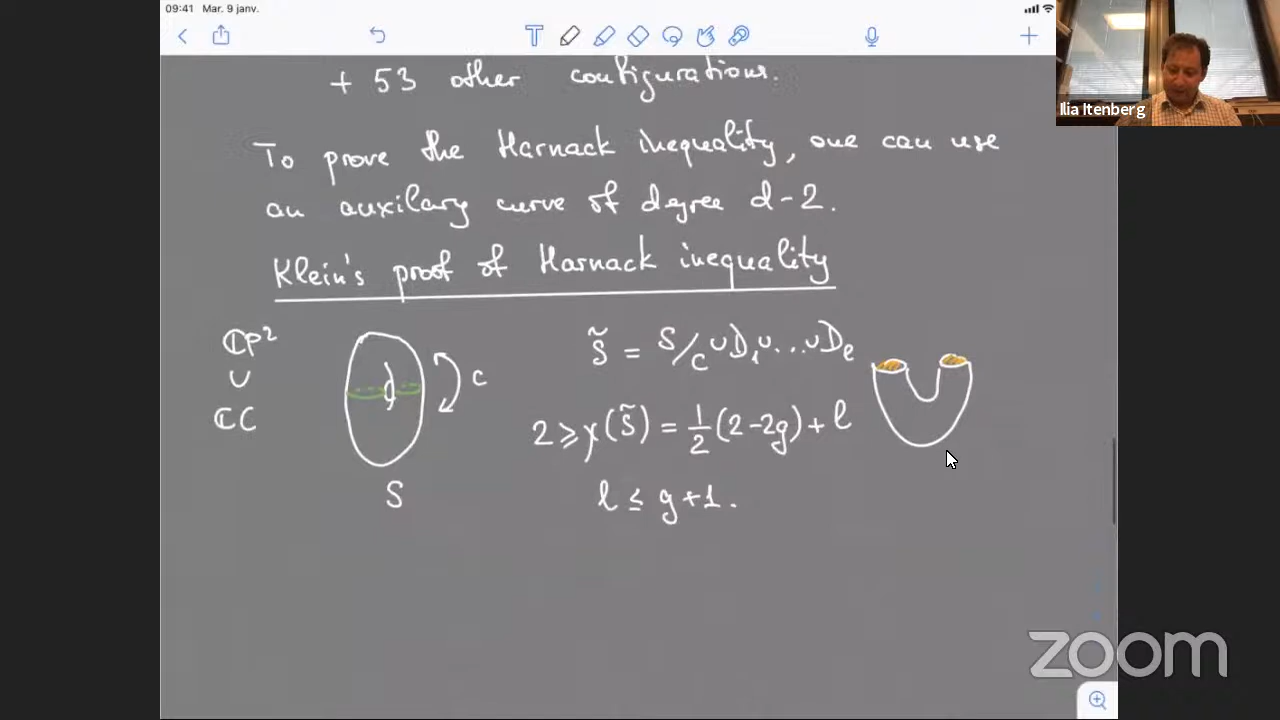 09:41 Mar. 9 janv.
Ilia Itenberg
+ 53 other configurations.
To prove the Harnack inequality, one can use
an auxilary curve of degree d-2.
Klein's proof of Harnack inequality
ℂP²
∪
ℂC
c
S
S̃ = S/c ∪ D₁ ∪ ... ∪ Dₗ
2 ≥ χ(S̃) = 1/2 (2-2g) + l
l ≤ g+1.
zoom